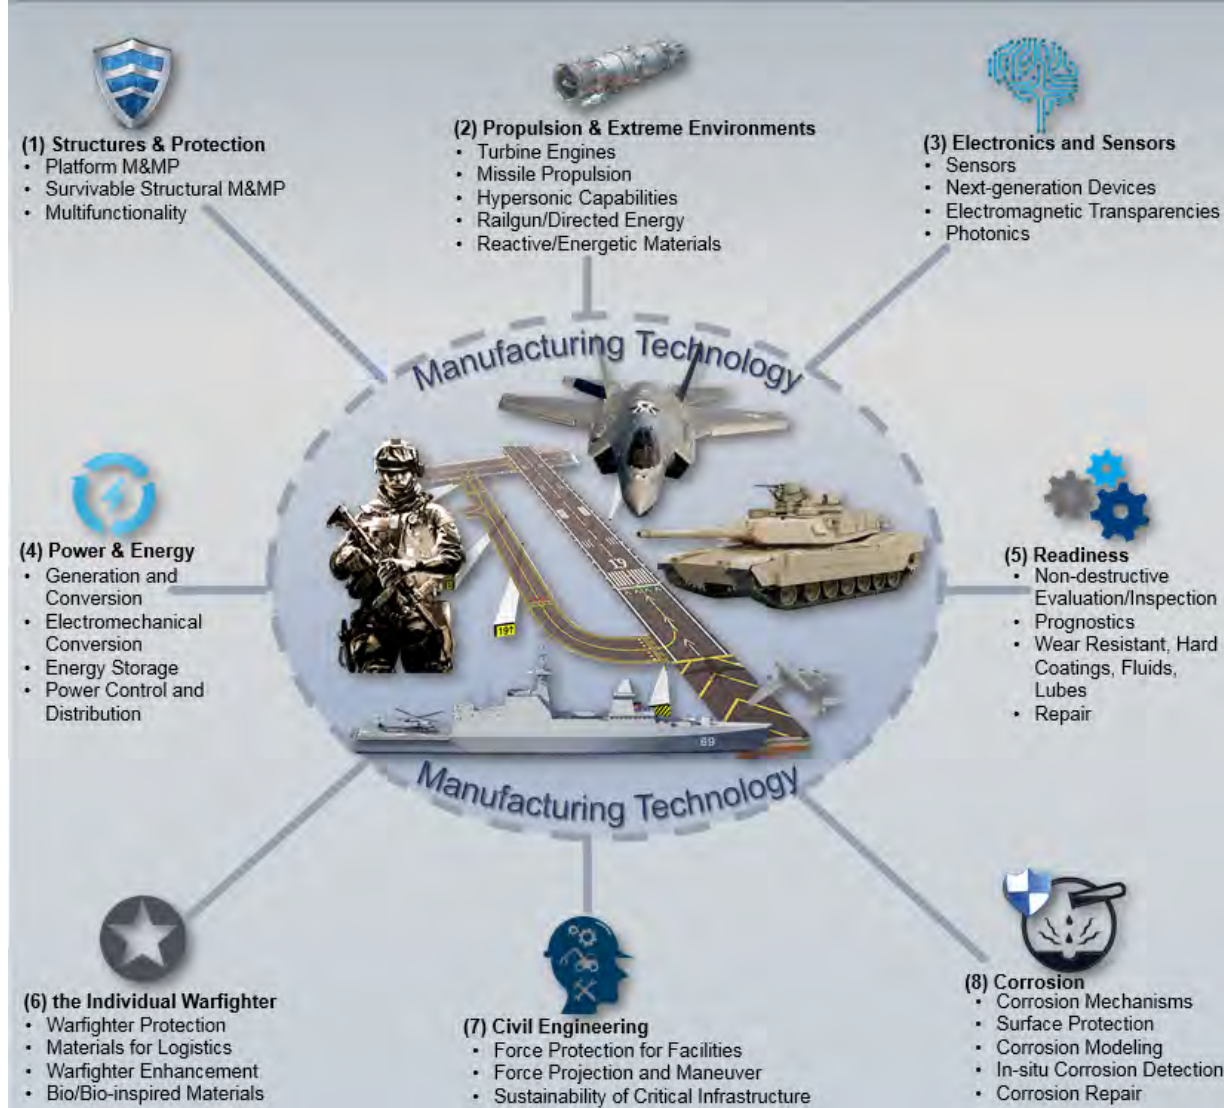 (1) Structures & Protection
• Platform M&MP
• Survivable Structural M&MP
• Multifunctionality
(2) Propulsion & Extreme Environments
• Turbine Engines
• Missile Propulsion
• Hypersonic Capabilities
• Railgun/Directed Energy
• Reactive/Energetic Materials
(3) Electronics and Sensors
• Sensors
• Next-generation Devices
• Electromagnetic Transparencies
• Photonics
Manufacturing Technology
19
19↑
69
(4) Power & Energy
• Generation and
Conversion
• Electromechanical
Conversion
• Energy Storage
• Power Control and
Distribution
(5) Readiness
• Non-destructive
Evaluation/Inspection
• Prognostics
• Wear Resistant, Hard
Coatings, Fluids,
Lubes
• Repair
Manufacturing Technology
(6) the Individual Warfighter
• Warfighter Protection
• Materials for Logistics
• Warfighter Enhancement
• Bio/Bio-inspired Materials
(7) Civil Engineering
• Force Protection for Facilities
• Force Projection and Maneuver
• Sustainability of Critical Infrastructure
(8) Corrosion
• Corrosion Mechanisms
• Surface Protection
• Corrosion Modeling
• In-situ Corrosion Detection
• Corrosion Repair